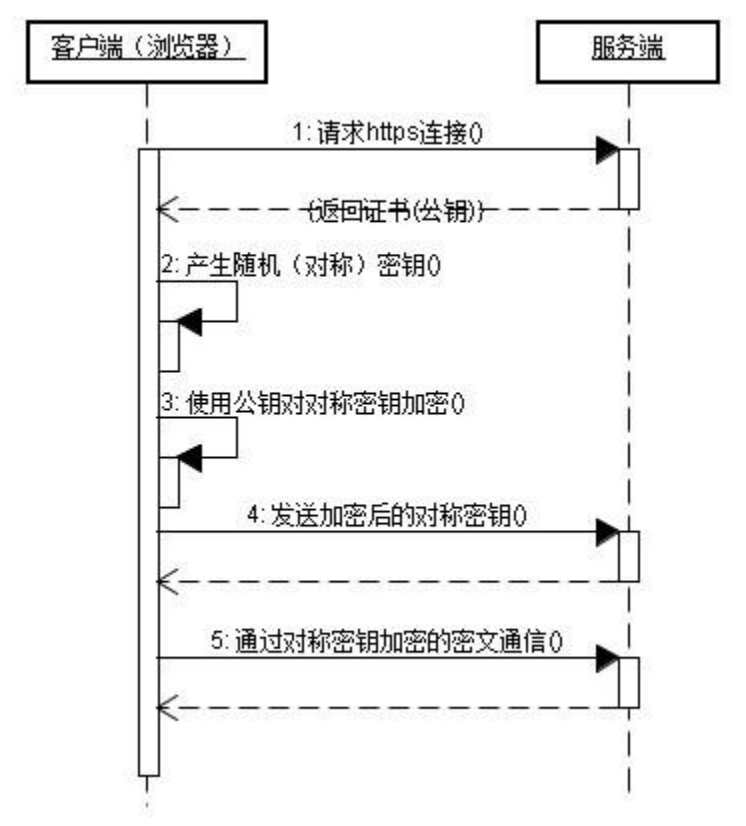 客户端（浏览器）
服务端
1: 请求https连接()
{返回证书(公钥)}
2: 产生随机（对称）密钥()
3: 使用公钥对对称密钥加密()
4: 发送加密后的对称密钥()
5: 通过对称密钥加密的密文通信()